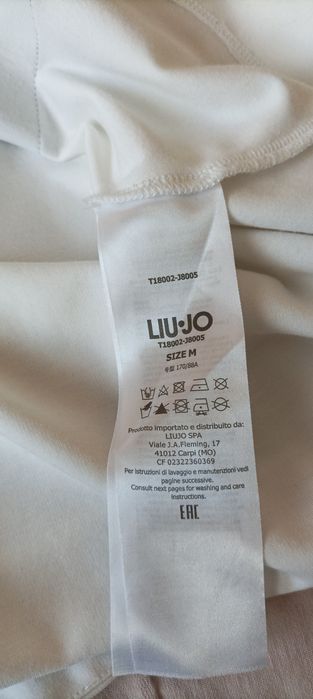 T18002-J8005
LIU·JO
T18002-J8005
SIZE M
号型 170/88A
Prodotto importato e distribuito da:
LIUJO SPA
Viale J.A.Fleming, 17
41012 Carpi (MO)
CF 02322360369
Per istruzioni di lavaggio e manutenzioni vedi
pagine successive.
Consult next pages for washing and care
instructions.
EAC